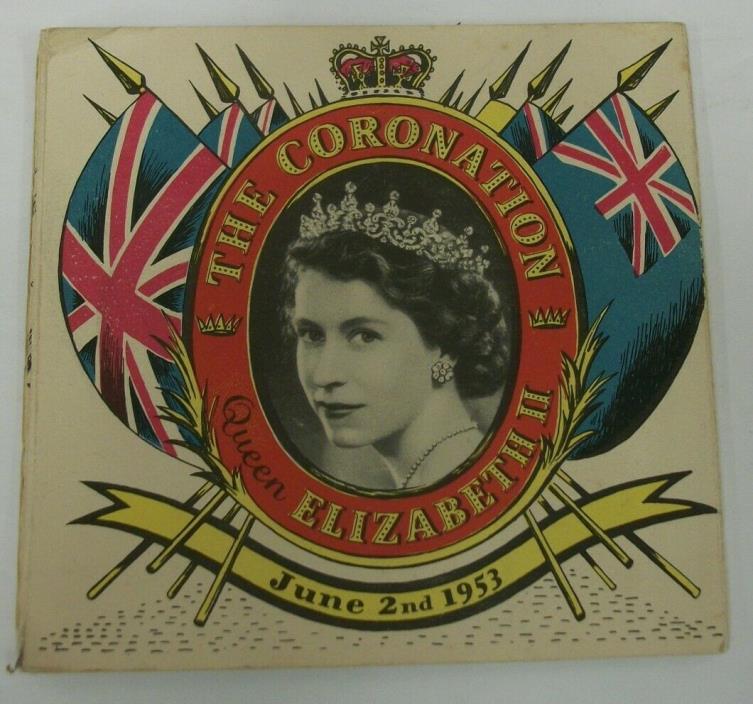 THE CORONATION
Queen ELIZABETH II
June 2nd 1953